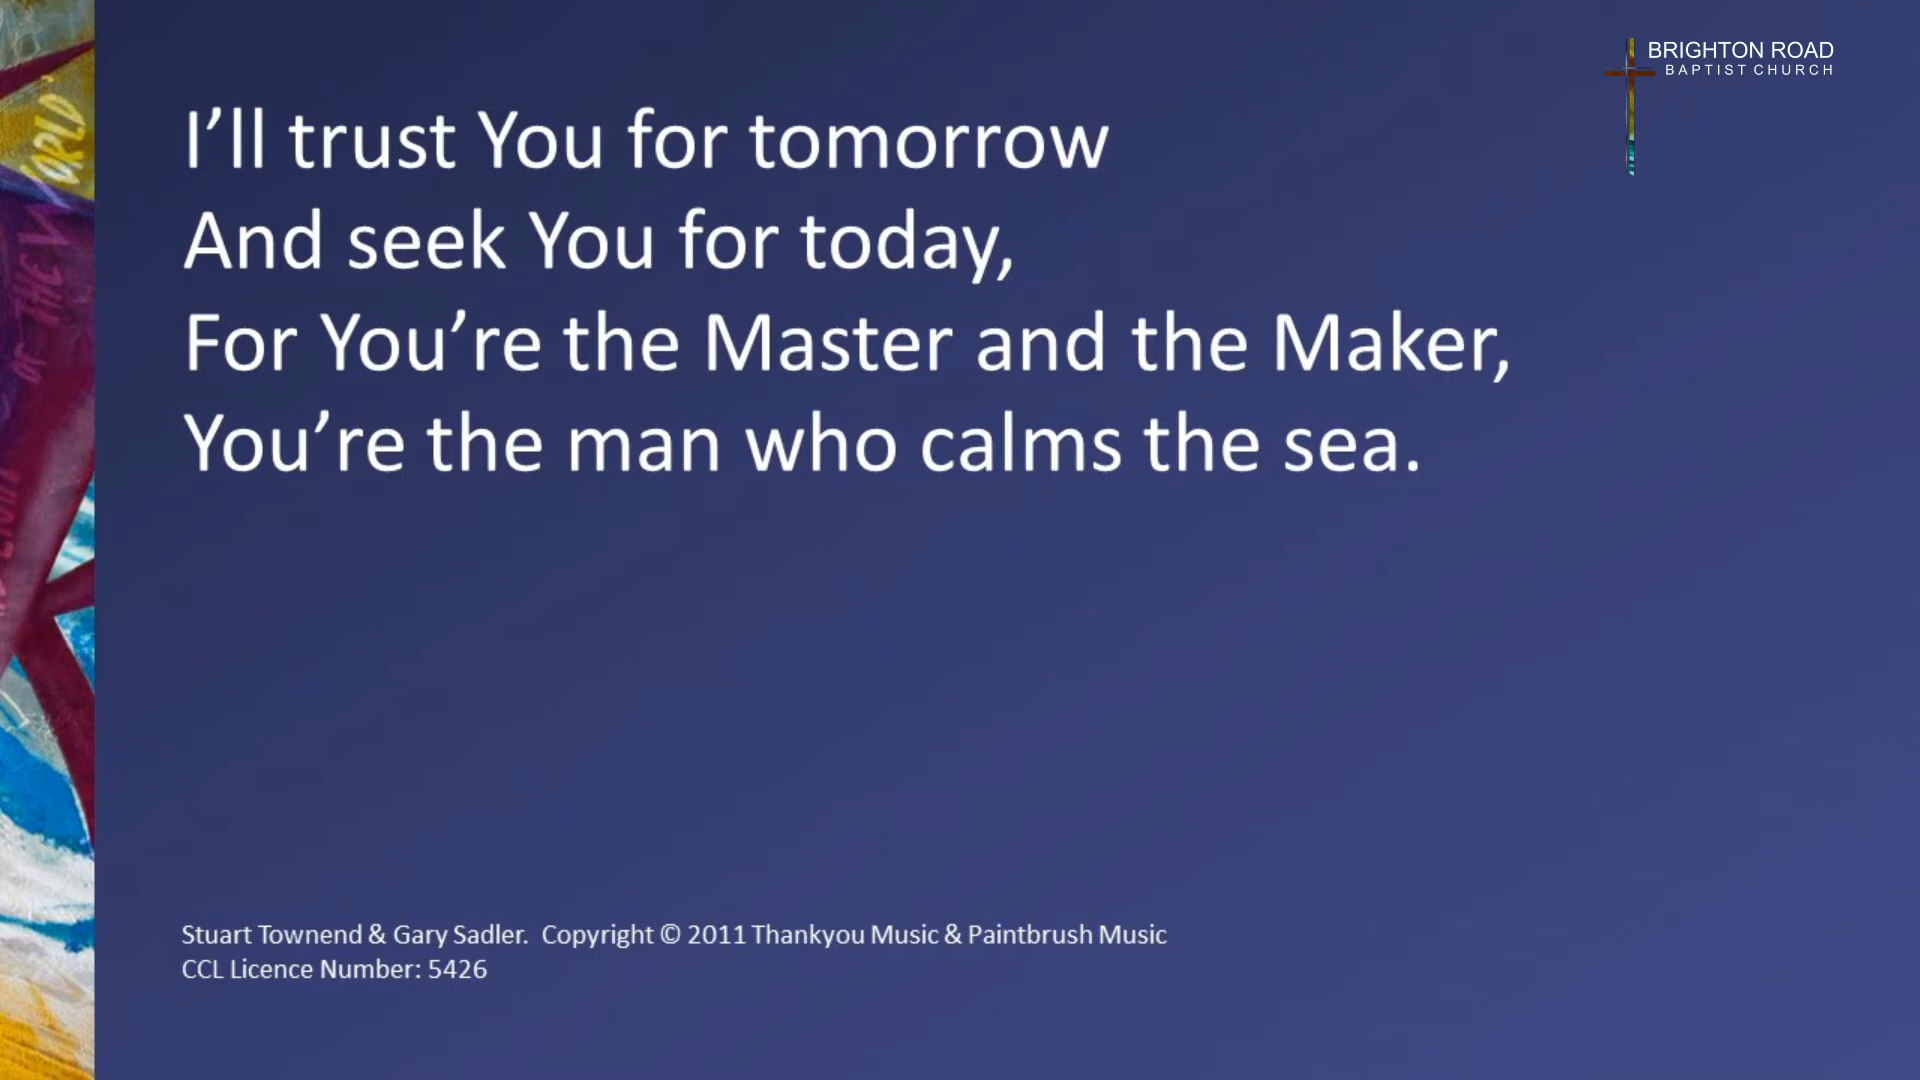 BRIGHTON ROAD
BAPTIST CHURCH
I’ll trust You for tomorrow
And seek You for today,
For You’re the Master and the Maker,
You’re the man who calms the sea.
Stuart Townend & Gary Sadler.  Copyright © 2011 Thankyou Music & Paintbrush Music
CCL Licence Number: 5426